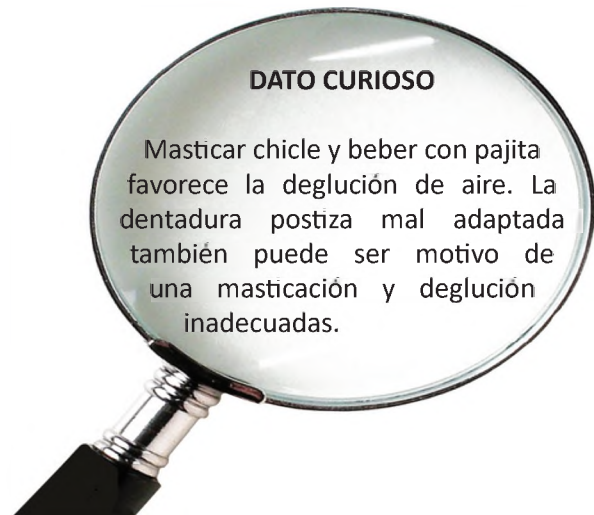 DATO CURIOSO
Masticar chicle y beber con pajita
favorece la deglución de aire. La
dentadura postiza mal adaptada
también puede ser motivo de
una masticación y deglución
inadecuadas.